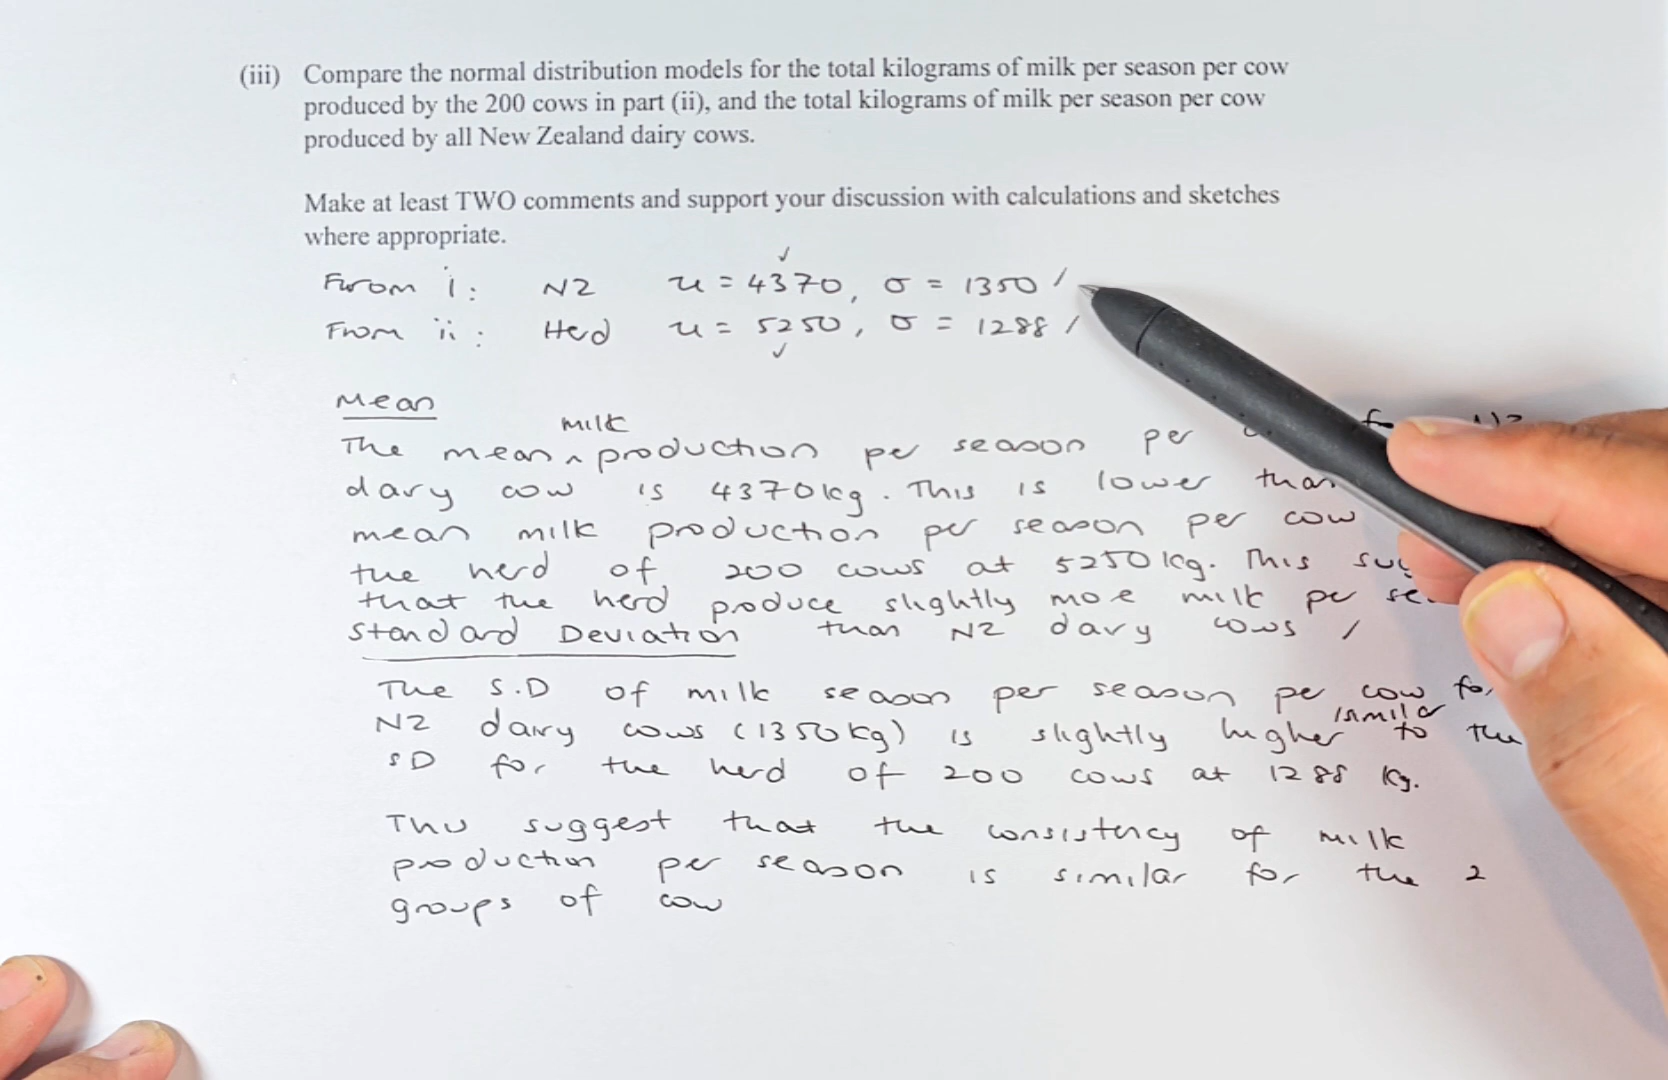 (iii) Compare the normal distribution models for the total kilograms of milk per season per cow
produced by the 200 cows in part (ii), and the total kilograms of milk per season per cow
produced by all New Zealand dairy cows.
Make at least TWO comments and support your discussion with calculations and sketches
where appropriate.
From i: NZ μ = 4370, σ = 1350 /
From ii: Herd μ = 5250, σ = 1288 /
Mean
milk
The mean ^ production per season per NZ
dary cow is 4370kg. This is lower than
mean milk production per season per cow
the herd of 200 cows at 5250kg. This
that the herd produce slightly more milk per
Standard Deviation than NZ dary cows /
The S.D of milk season per season per cow for
NZ dairy cows (1350kg) is slightly higher /similar to the
SD for the herd of 200 cows at 1288 kg.
This suggest that the consistency of milk
production per season is similar for the 2
groups of cow